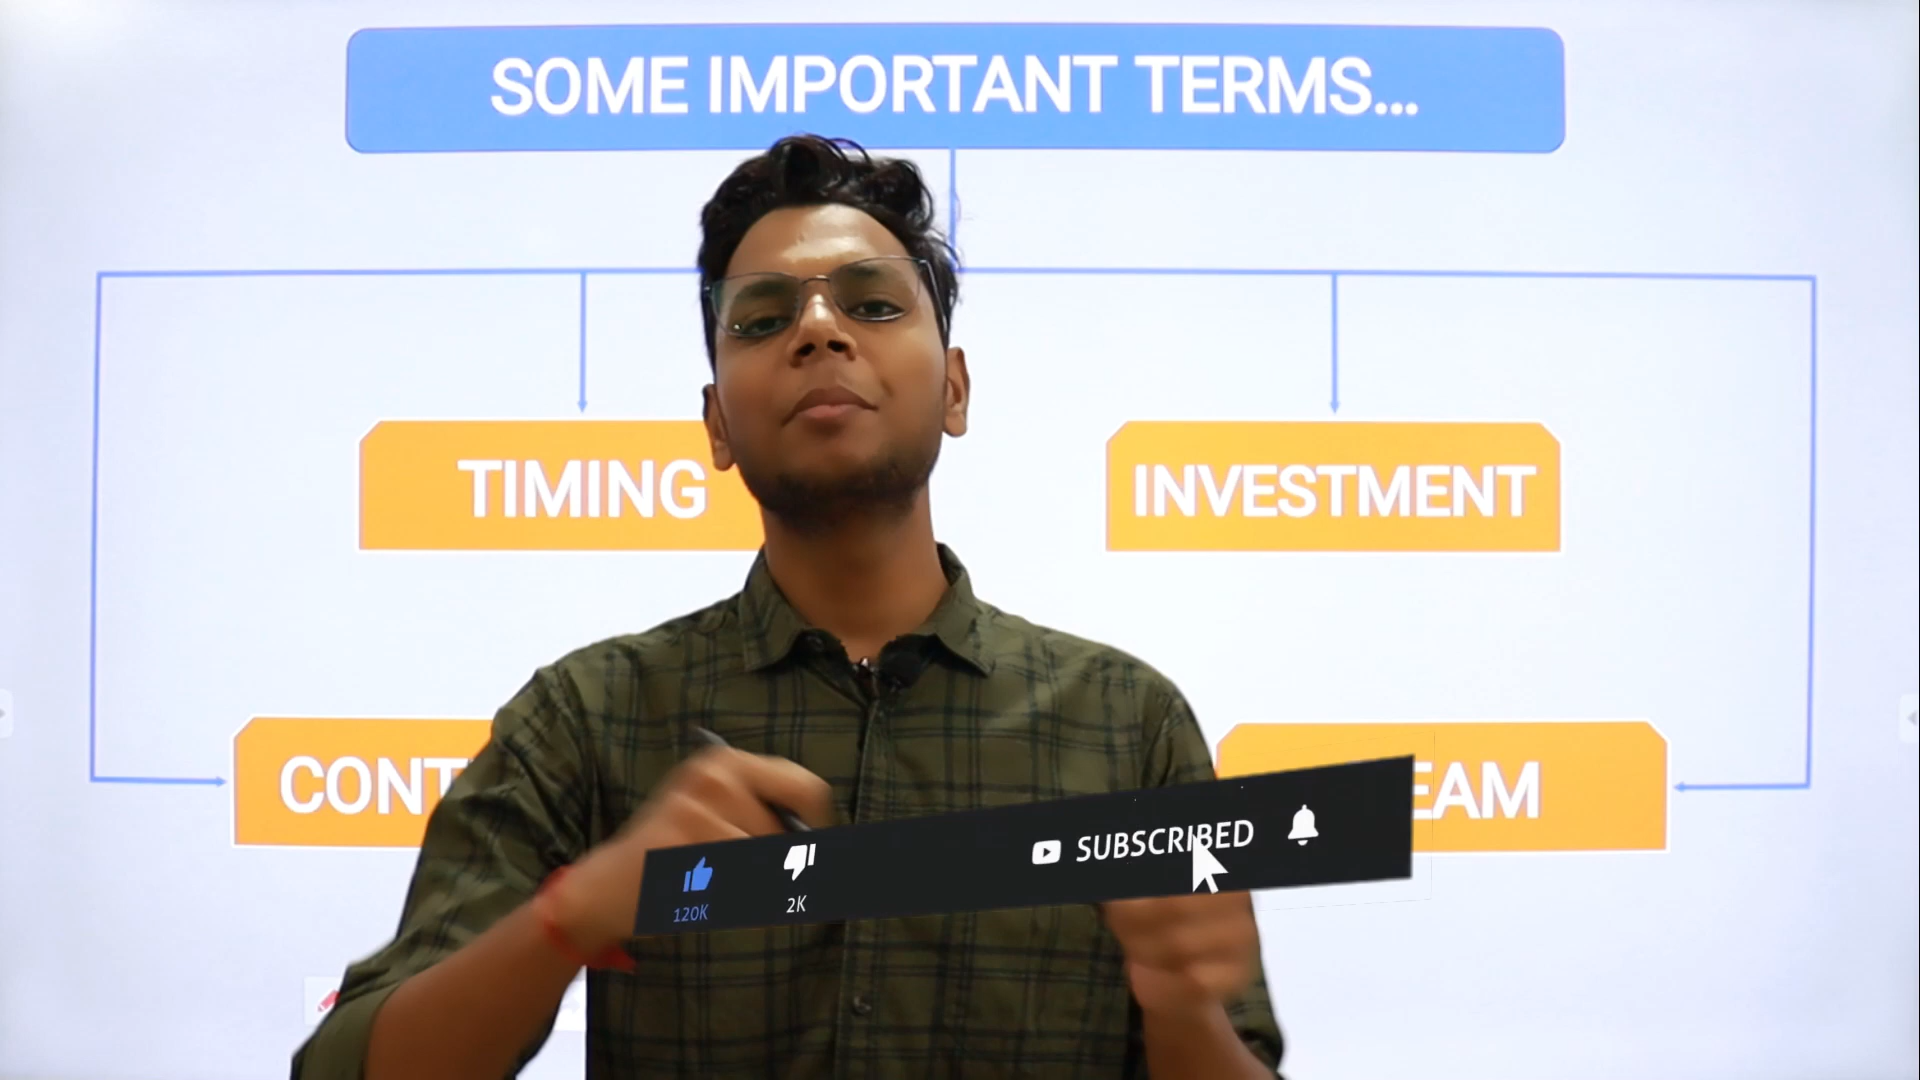 SOME IMPORTANT TERMS...
TIMING
INVESTMENT
CONT
EAM
SUBSCRIBED
120K
2K